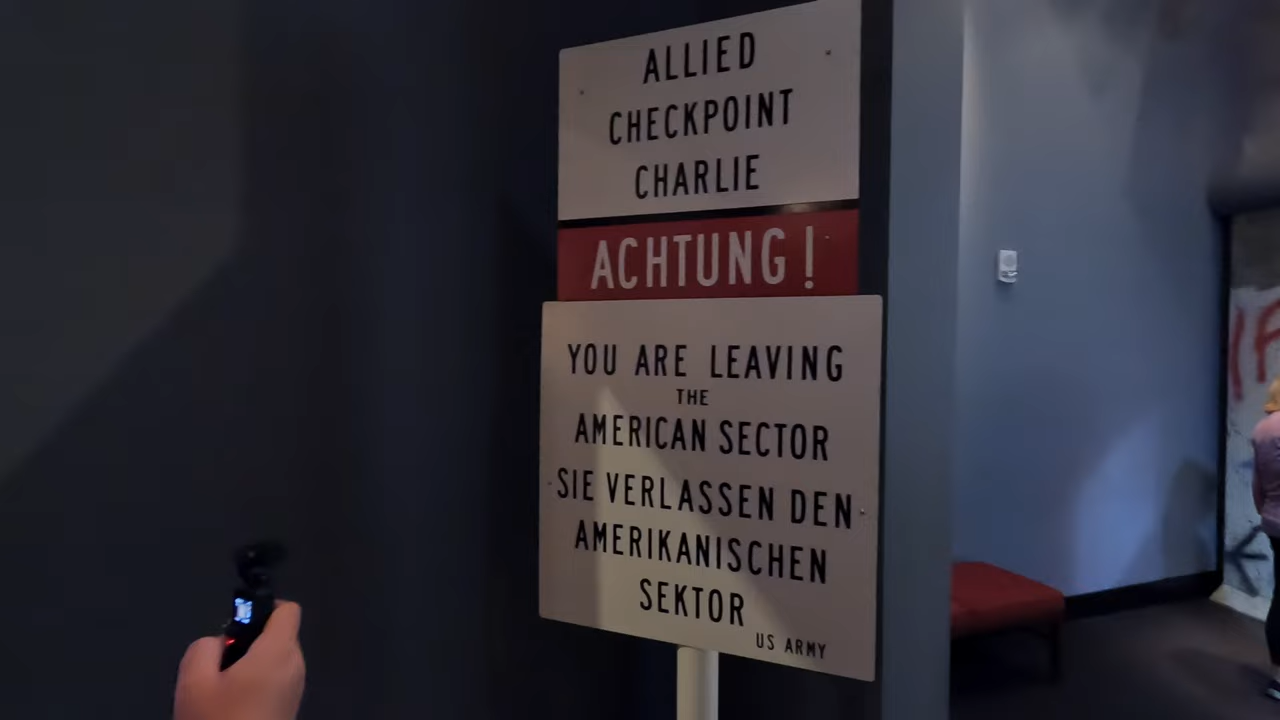 ALLIED
CHECKPOINT
CHARLIE
ACHTUNG!
YOU ARE LEAVING
THE
AMERICAN SECTOR
SIE VERLASSEN DEN
AMERIKANISCHEN
SEKTOR
US ARMY